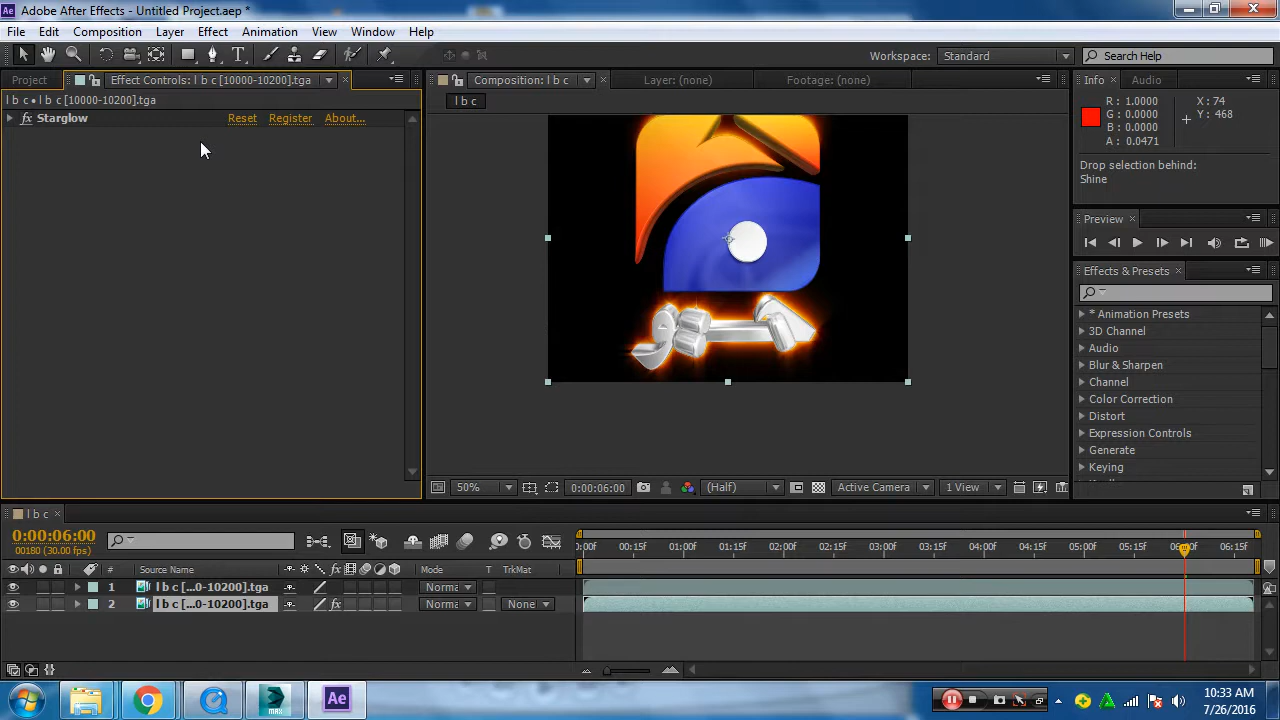 Adobe After Effects - Untitled Project.aep *
File Edit Composition Layer Effect Animation View Window Help
Workspace: Standard Search Help
Project Effect Controls: l b c [10000-10200].tga
Composition: l b c Layer: (none) Footage: (none)
Info Audio
l b c • l b c [10000-10200].tga
l b c
fx Starglow Reset Register About...
R: 1.0000 X: 74
G: 0.0000 Y: 468
B: 0.0000
A: 0.0471
Drop selection behind:
Shine
Preview
Effects & Presets
* Animation Presets
3D Channel
Audio
Blur & Sharpen
Channel
Color Correction
Distort
Expression Controls
Generate
Keying
50% 0:00:06:00 (Half) Active Camera 1 View
l b c
0:00:06:00
00180 (30.00 fps)
:00f 00:15f 01:00f 01:15f 02:00f 02:15f 03:00f 03:15f 04:00f 04:15f 05:00f 05:15f 06:00f 06:15f
# Source Name fx Mode T TrkMat
1 l b c [...0-10200].tga Norma
2 l b c [...0-10200].tga fx Norma None
MAX Ae
10:33 AM
7/26/2016